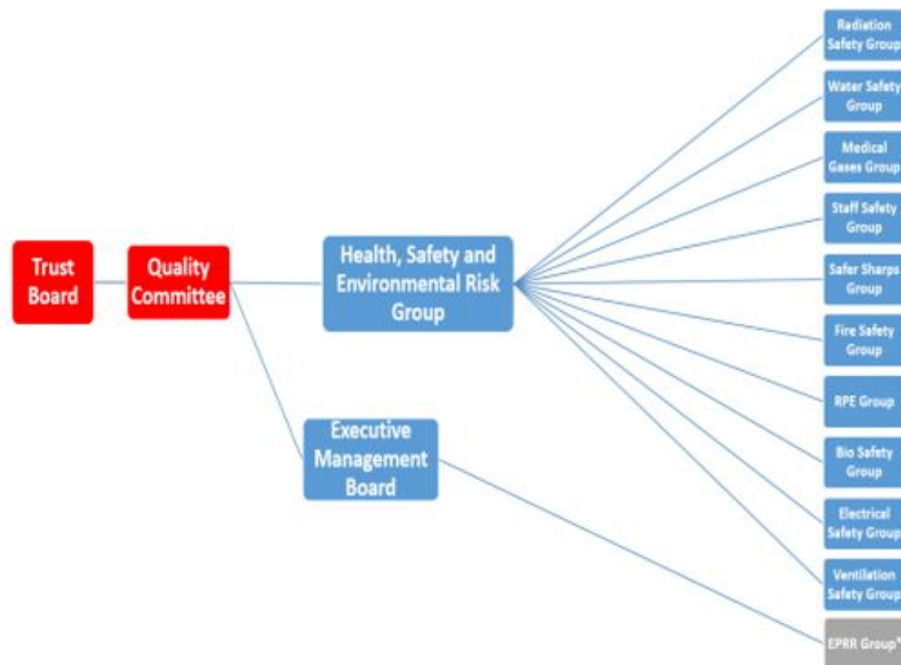 Trust
Board
Quality
Committee
Health, Safety and
Environmental Risk
Group
Executive
Management
Board
Radiation
Safety Group
Water Safety
Group
Medical
Gases Group
Staff Safety
Group
Safer Sharps
Group
Fire Safety
Group
RPE Group
Bio Safety
Group
Electrical
Safety Group
Ventilation
Safety Group
EPRR Group*